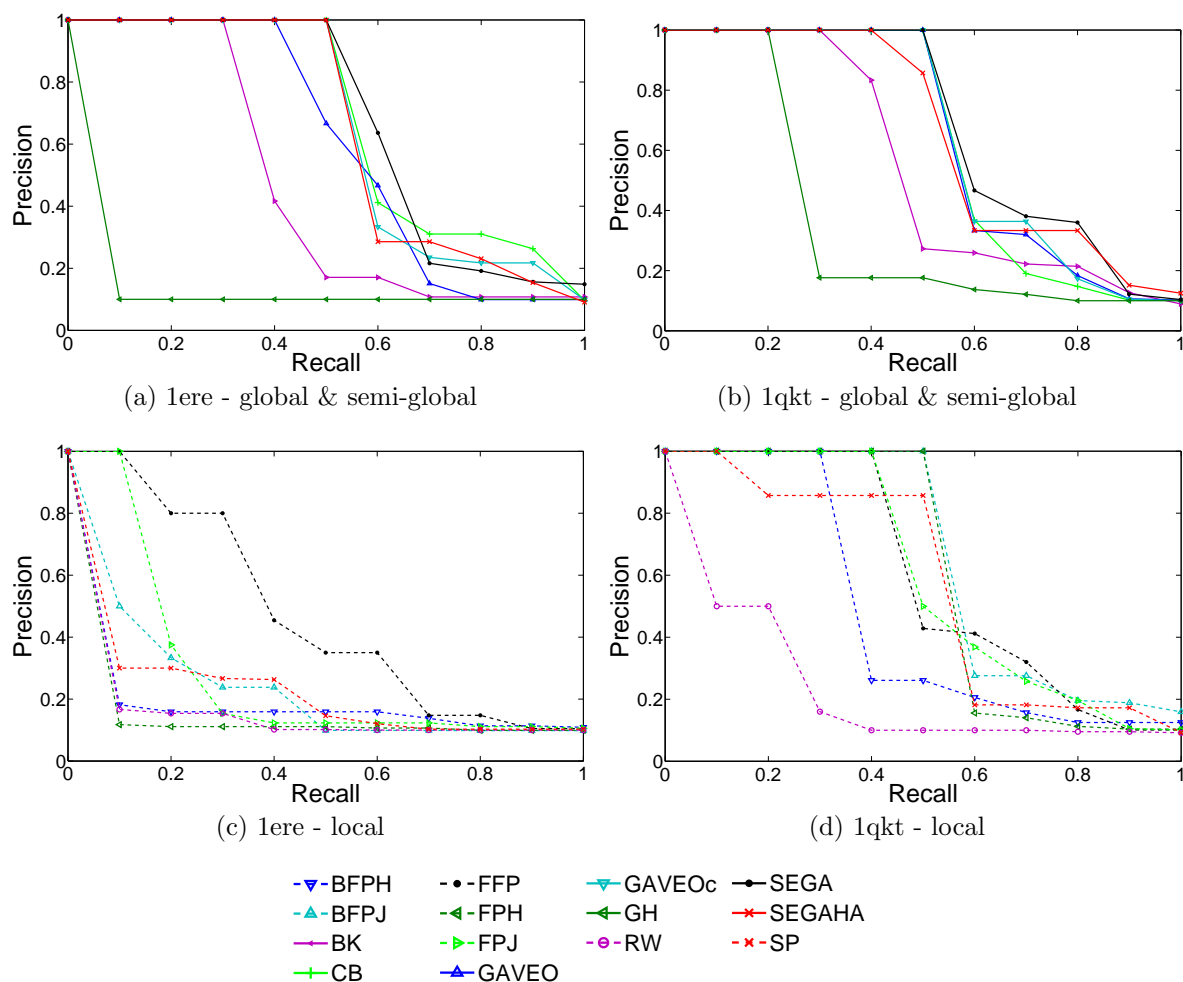 1
0.8
0.6
0.4
0.2
0
Precision
0 0.2 0.4 0.6 0.8 1
Recall
(a) 1ere - global & semi-global
1
0.8
0.6
0.4
0.2
0
Precision
0 0.2 0.4 0.6 0.8 1
Recall
(b) 1qkt - global & semi-global
1
0.8
0.6
0.4
0.2
0
Precision
0 0.2 0.4 0.6 0.8 1
Recall
(c) 1ere - local
1
0.8
0.6
0.4
0.2
0
Precision
0 0.2 0.4 0.6 0.8 1
Recall
(d) 1qkt - local
BFPH FFP GAVEOc SEGA
BFPJ FPH GH SEGAHA
BK FPJ RW SP
CB GAVEO